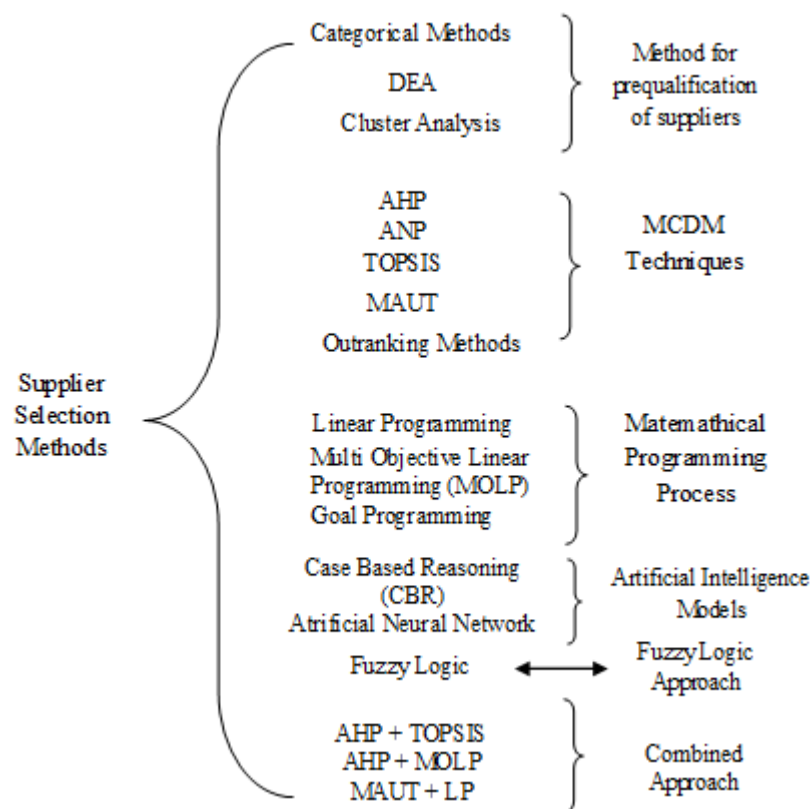 Supplier
Selection
Methods
Categorical Methods
DEA
Cluster Analysis
Method for
prequalification
of suppliers
AHP
ANP
TOPSIS
MAUT
Outranking Methods
MCDM
Techniques
Linear Programming
Multi Objective Linear
Programming (MOLP)
Goal Programming
Matemathical
Programming
Process
Case Based Reasoning
(CBR)
Atrificial Neural Network
Artificial Intelligence
Models
Fuzzy Logic
Fuzzy Logic
Approach
AHP + TOPSIS
AHP + MOLP
MAUT + LP
Combined
Approach